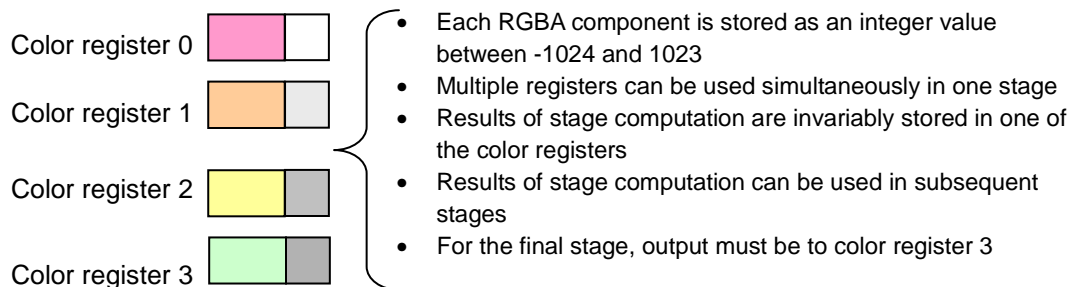 Color register 0
Color register 1
Color register 2
Color register 3
• Each RGBA component is stored as an integer value
between -1024 and 1023
• Multiple registers can be used simultaneously in one stage
• Results of stage computation are invariably stored in one of
the color registers
• Results of stage computation can be used in subsequent
stages
• For the final stage, output must be to color register 3